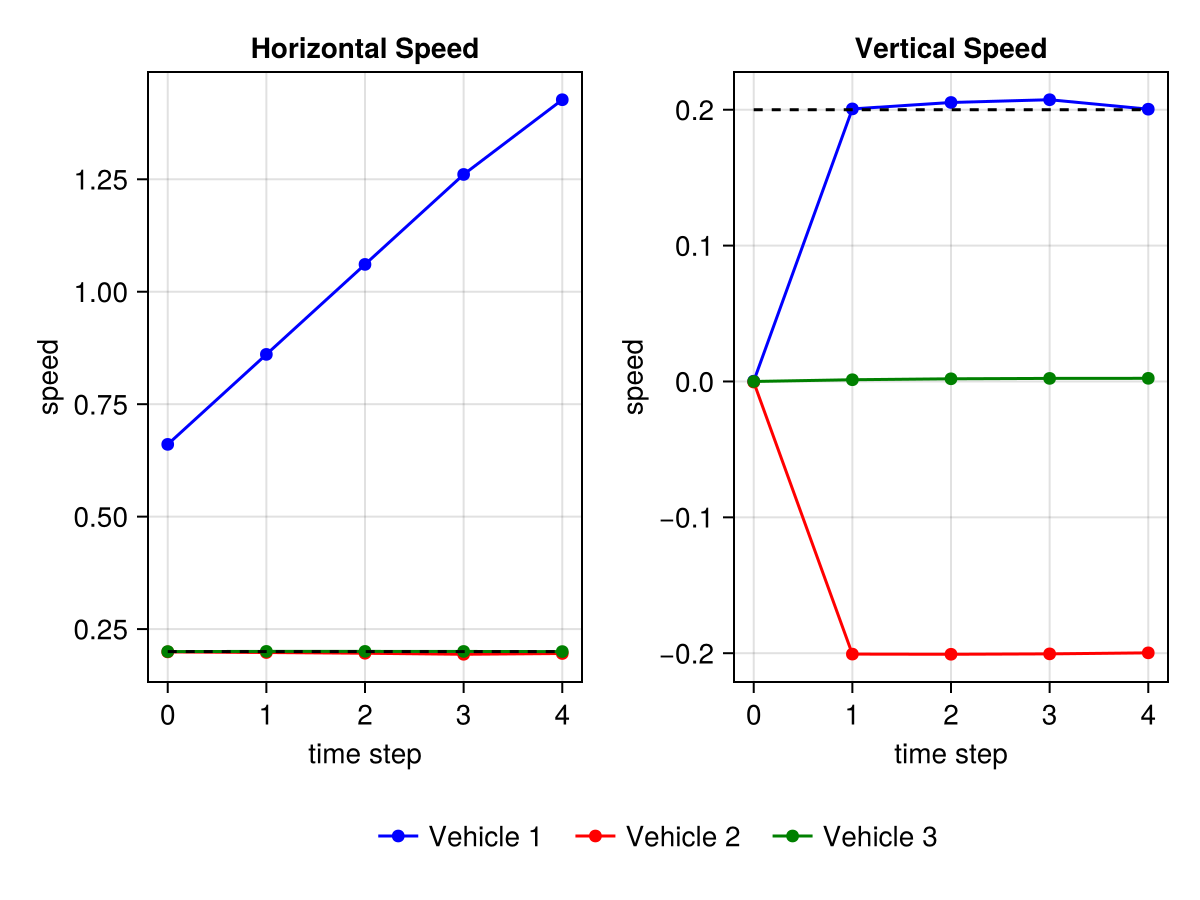 Horizontal Speed
speed
1.25
1.00
0.75
0.50
0.25
0 1 2 3 4
time step
Vertical Speed
speed
0.2
0.1
0.0
−0.1
−0.2
0 1 2 3 4
time step
Vehicle 1 Vehicle 2 Vehicle 3